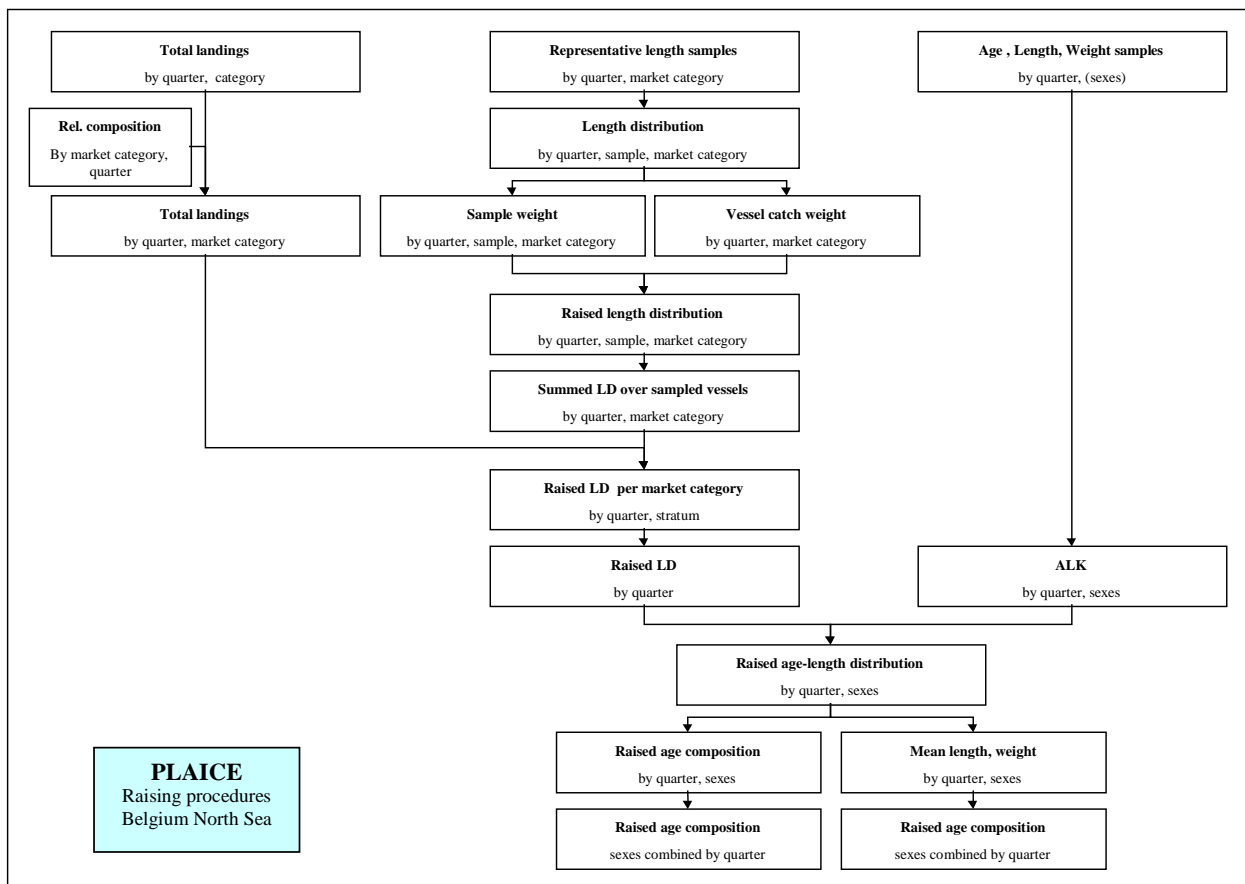 Total landings
by quarter, category
Representative length samples
by quarter, market category
Age , Length, Weight samples
by quarter, (sexes)
Rel. composition
By market category,
quarter
Length distribution
by quarter, sample, market category
Total landings
by quarter, market category
Sample weight
by quarter, sample, market category
Vessel catch weight
by quarter, market category
Raised length distribution
by quarter, sample, market category
Summed LD over sampled vessels
by quarter, market category
Raised LD per market category
by quarter, stratum
Raised LD
by quarter
ALK
by quarter, sexes
Raised age-length distribution
by quarter, sexes
Raised age composition
by quarter, sexes
Mean length, weight
by quarter, sexes
PLAICE
Raising procedures
Belgium North Sea
Raised age composition
sexes combined by quarter
Raised age composition
sexes combined by quarter